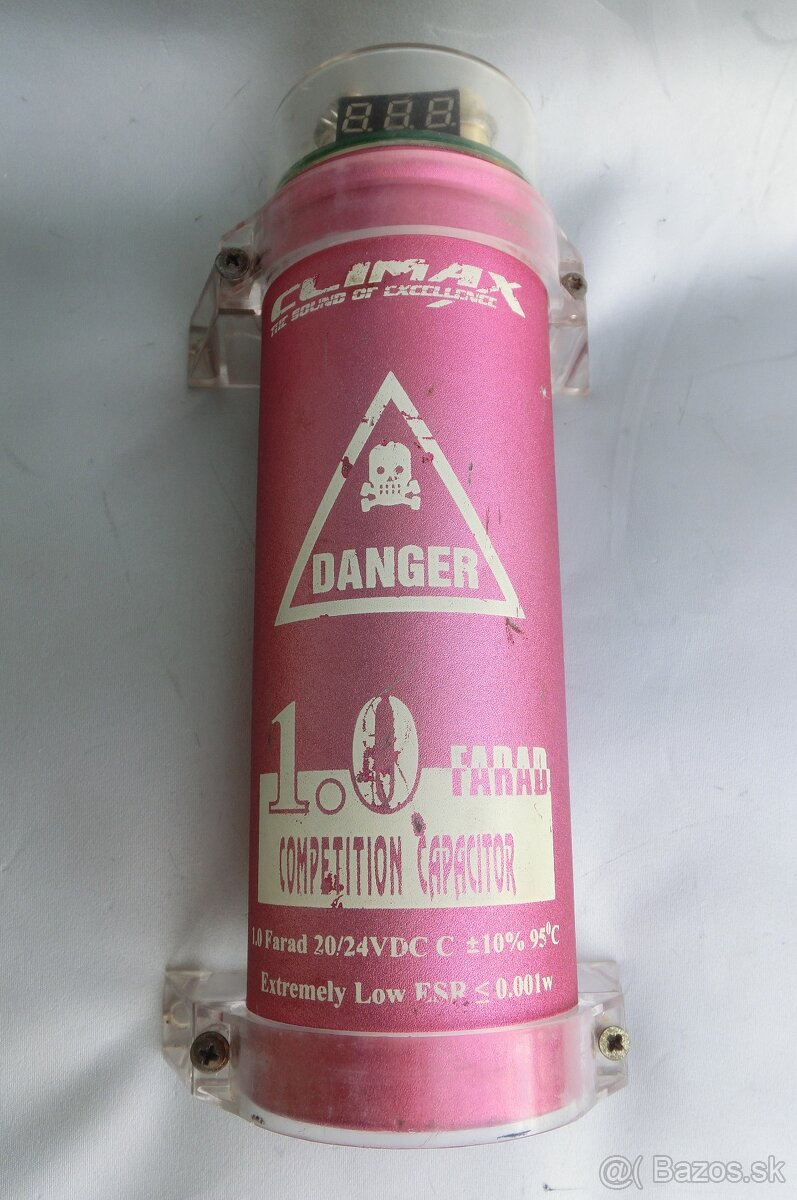 8.8.8.
CLIMAX
THE SOUND OF EXCELLENCE
DANGER
1.0 FARAD
COMPETITION CAPACITOR
1.0 Farad 20/24VDC C ±10% 95°C
Extremely Low ESR ≤ 0.001w
@( Bazos.sk